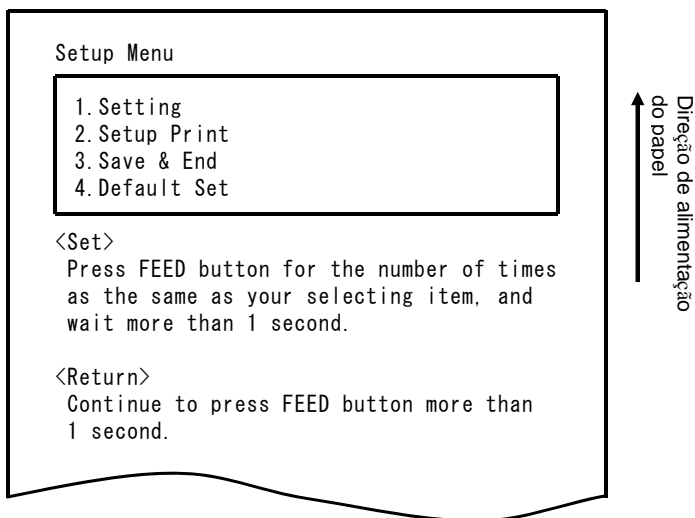 Setup Menu
1.Setting
2.Setup Print
3.Save & End
4.Default Set
<Set>
Press FEED button for the number of times
as the same as your selecting item, and
wait more than 1 second.
<Return>
Continue to press FEED button more than
1 second.
Direção de alimentação
do papel